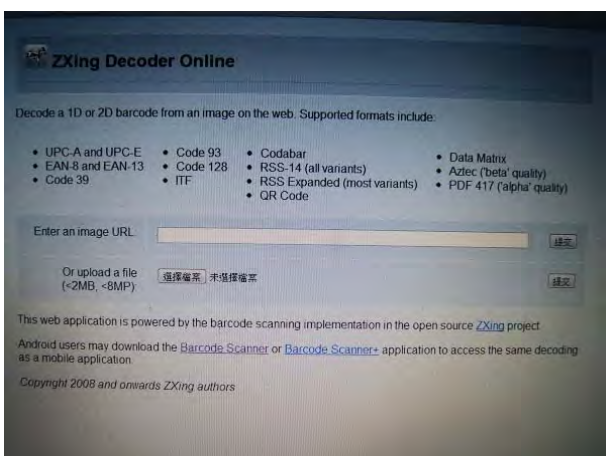 ZXing Decoder Online
Decode a 1D or 2D barcode from an image on the web. Supported formats include:
UPC-A and UPC-E
EAN-8 and EAN-13
Code 39
Code 93
Code 128
ITF
Codabar
RSS-14 (all variants)
RSS Expanded (most variants)
QR Code
Data Matrix
Aztec ('beta' quality)
PDF 417 ('alpha' quality)
Enter an image URL
提交
Or upload a file
(<2MB, <8MP):
選擇檔案 未選擇檔案
提交
This web application is powered by the barcode scanning implementation in the open source ZXing project.
Android users may download the Barcode Scanner or Barcode Scanner+ application to access the same decoding
as a mobile application.
Copyright 2008 and onwards ZXing authors